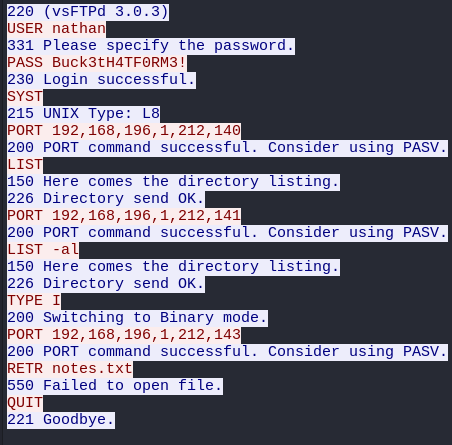 220 (vsFTPd 3.0.3)
USER nathan
331 Please specify the password.
PASS Buck3tH4TF0RM3!
230 Login successful.
SYST
215 UNIX Type: L8
PORT 192,168,196,1,212,140
200 PORT command successful. Consider using PASV.
LIST
150 Here comes the directory listing.
226 Directory send OK.
PORT 192,168,196,1,212,141
200 PORT command successful. Consider using PASV.
LIST -al
150 Here comes the directory listing.
226 Directory send OK.
TYPE I
200 Switching to Binary mode.
PORT 192,168,196,1,212,143
200 PORT command successful. Consider using PASV.
RETR notes.txt
550 Failed to open file.
QUIT
221 Goodbye.